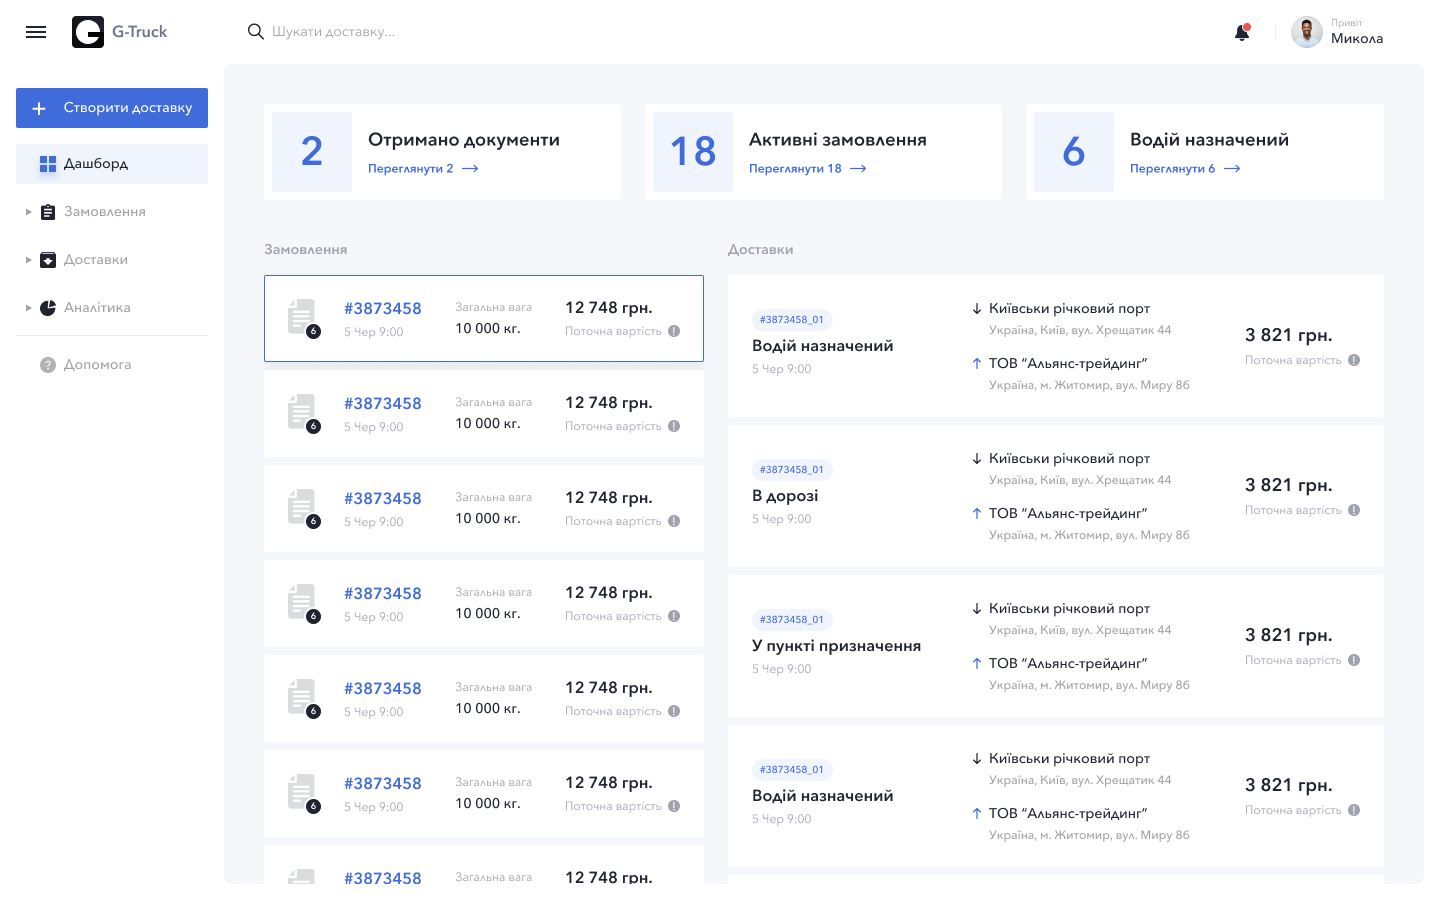 G-Truck
Шукати доставку...
Привіт
Микола
Створити доставку
Дашборд
Замовлення
Доставки
Аналітика
Допомога
2
Отримано документи
Переглянути 2
18
Активні замовлення
Переглянути 18
6
Водій назначений
Переглянути 6
Замовлення
#3873458
5 Чер 9:00
6
Загальна вага
10 000 кг.
12 748 грн.
Поточна вартість
#3873458
5 Чер 9:00
6
Загальна вага
10 000 кг.
12 748 грн.
Поточна вартість
#3873458
5 Чер 9:00
6
Загальна вага
10 000 кг.
12 748 грн.
Поточна вартість
#3873458
5 Чер 9:00
6
Загальна вага
10 000 кг.
12 748 грн.
Поточна вартість
#3873458
5 Чер 9:00
6
Загальна вага
10 000 кг.
12 748 грн.
Поточна вартість
#3873458
5 Чер 9:00
6
Загальна вага
10 000 кг.
12 748 грн.
Поточна вартість
#3873458
Загальна вага
12 748 грн.
Доставки
#3873458_01
Водій назначений
5 Чер 9:00
Київськи річковий порт
Україна, Київ, вул. Хрещатик 44
ТОВ “Альянс-трейдинг”
Україна, м. Житомир, вул. Миру 86
3 821 грн.
Поточна вартість
#3873458_01
В дорозі
5 Чер 9:00
Київськи річковий порт
Україна, Київ, вул. Хрещатик 44
ТОВ “Альянс-трейдинг”
Україна, м. Житомир, вул. Миру 86
3 821 грн.
Поточна вартість
#3873458_01
У пункті призначення
5 Чер 9:00
Київськи річковий порт
Україна, Київ, вул. Хрещатик 44
ТОВ “Альянс-трейдинг”
Україна, м. Житомир, вул. Миру 86
3 821 грн.
Поточна вартість
#3873458_01
Водій назначений
5 Чер 9:00
Київськи річковий порт
Україна, Київ, вул. Хрещатик 44
ТОВ “Альянс-трейдинг”
Україна, м. Житомир, вул. Миру 86
3 821 грн.
Поточна вартість